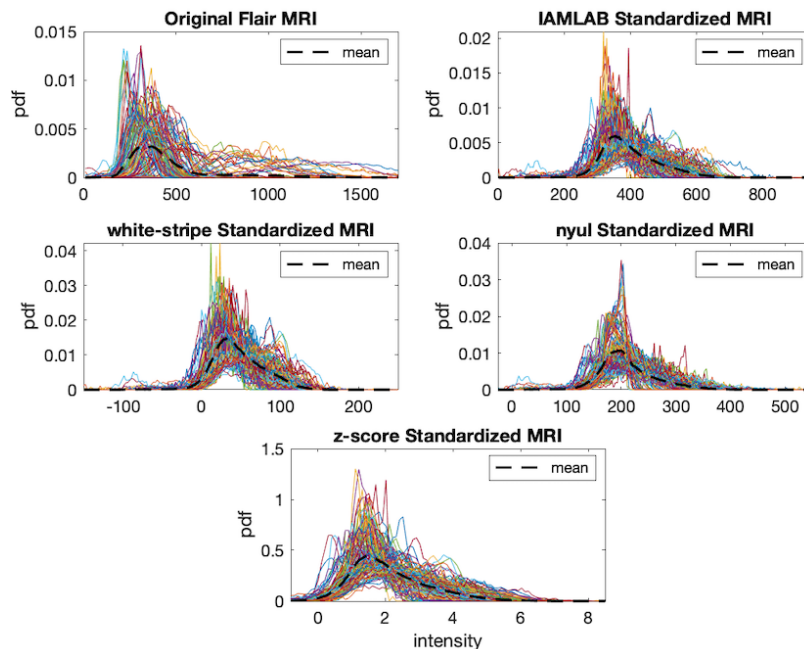 Original Flair MRI
0.015
0.01
0.005
0
pdf
mean
0 500 1000 1500
IAMLAB Standardized MRI
0.02
0.015
0.01
0.005
0
pdf
mean
0 200 400 600 800
white-stripe Standardized MRI
0.04
0.03
0.02
0.01
0
pdf
mean
-100 0 100 200
nyul Standardized MRI
0.04
0.03
0.02
0.01
0
pdf
mean
0 100 200 300 400 500
z-score Standardized MRI
1.5
1
0.5
0
pdf
mean
0 2 4 6 8
intensity